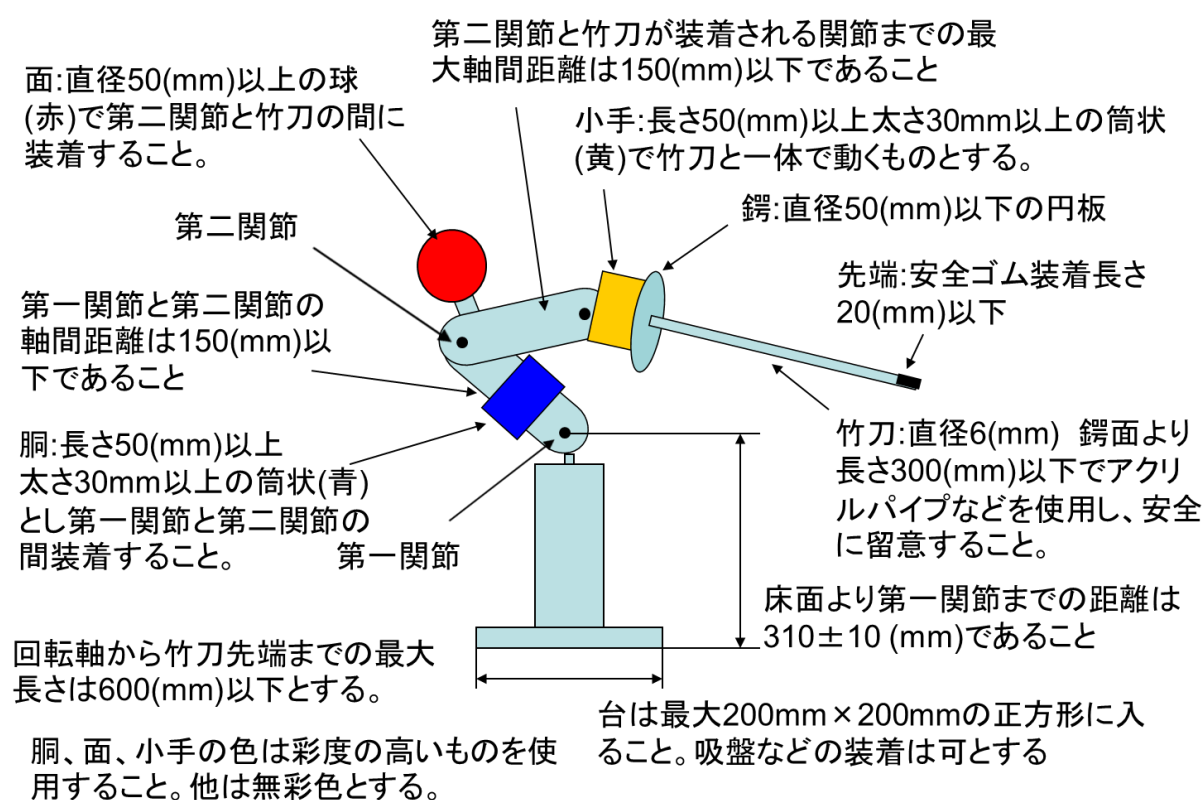 第二関節と竹刀が装着される関節までの最
大軸間距離は150(mm)以下であること
面:直径50(mm)以上の球
(赤)で第二関節と竹刀の間に
装着すること。
小手:長さ50(mm)以上太さ30mm以上の筒状
(黄)で竹刀と一体で動くものとする。
第二関節
鍔:直径50(mm)以下の円板
先端:安全ゴム装着長さ
20(mm)以下
第一関節と第二関節の
軸間距離は150(mm)以
下であること
胴:長さ50(mm)以上
太さ30mm以上の筒状(青)
とし第一関節と第二関節の
間装着すること。
第一関節
竹刀:直径6(mm) 鍔面より
長さ300(mm)以下でアクリ
ルパイプなどを使用し、安全
に留意すること。
床面より第一関節までの距離は
310±10 (mm)であること
回転軸から竹刀先端までの最大
長さは600(mm)以下とする。
台は最大200mm×200mmの正方形に入
ること。吸盤などの装着は可とする
胴、面、小手の色は彩度の高いものを使
用すること。他は無彩色とする。